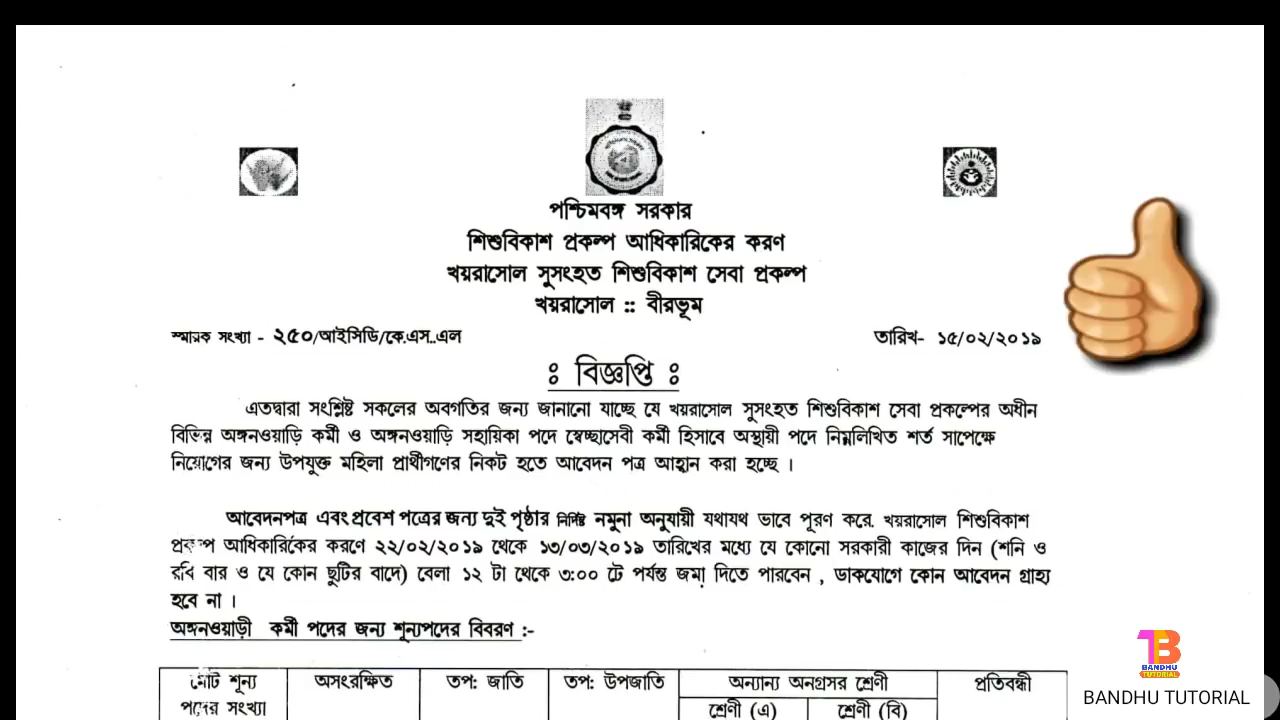 পশ্চিমবঙ্গ সরকার
শিশুবিকাশ প্রকল্প আধিকারিকের করণ
খয়রাসোল সুসংহত শিশুবিকাশ সেবা প্রকল্প
খয়রাসোল :: বীরভূম
স্মারক সংখ্যা - ২৫০/আইসিডি/কে.এস..এল তারিখ- ১৫/০২/২০১৯
ঃ বিজ্ঞপ্তি ঃ
এতদ্বারা সংশ্লিষ্ট সকলের অবগতির জন্য জানানো যাচ্ছে যে খয়রাসোল সুসংহত শিশুবিকাশ সেবা প্রকল্পের অধীন
বিভিন্ন অঙ্গনওয়াড়ি কর্মী ও অঙ্গনওয়াড়ি সহায়িকা পদে স্বেচ্ছাসেবী কর্মী হিসাবে অস্থায়ী পদে নিম্নলিখিত শর্ত সাপেক্ষে
নিয়োগের জন্য উপযুক্ত মহিলা প্রার্থীগণের নিকট হতে আবেদন পত্র আহ্বান করা হচ্ছে ।
আবেদনপত্র এবং প্রবেশ পত্রের জন্য দুই পৃষ্ঠার নির্দিষ্ট নমুনা অনুযায়ী যথাযথ ভাবে পূরণ করে. খয়রাসোল শিশুবিকাশ
প্রকল্প আধিকারিকের করণে ২২/০২/২০১৯ থেকে ১৩/০৩/২০১৯ তারিখের মধ্যে যে কোনো সরকারী কাজের দিন (শনি ও
রবি বার ও যে কোন ছুটির বাদে) বেলা ১২ টা থেকে ৩:০০ টে পর্যন্ত জমা দিতে পারবেন , ডাকযোগে কোন আবেদন গ্রাহ্য
হবে না ।
অঙ্গনওয়াড়ী কর্মী পদের জন্য শূন্যপদের বিবরণ :-
মোট শূন্য অসংরক্ষিত তপ: জাতি তপ: উপজাতি অন্যান্য অনগ্রসর শ্রেণী প্রতিবন্ধী
পদের সংখ্যা শ্রেণী (এ) শ্রেণী (বি)
TB
BANDHU
TUTORIAL
BANDHU TUTORIAL